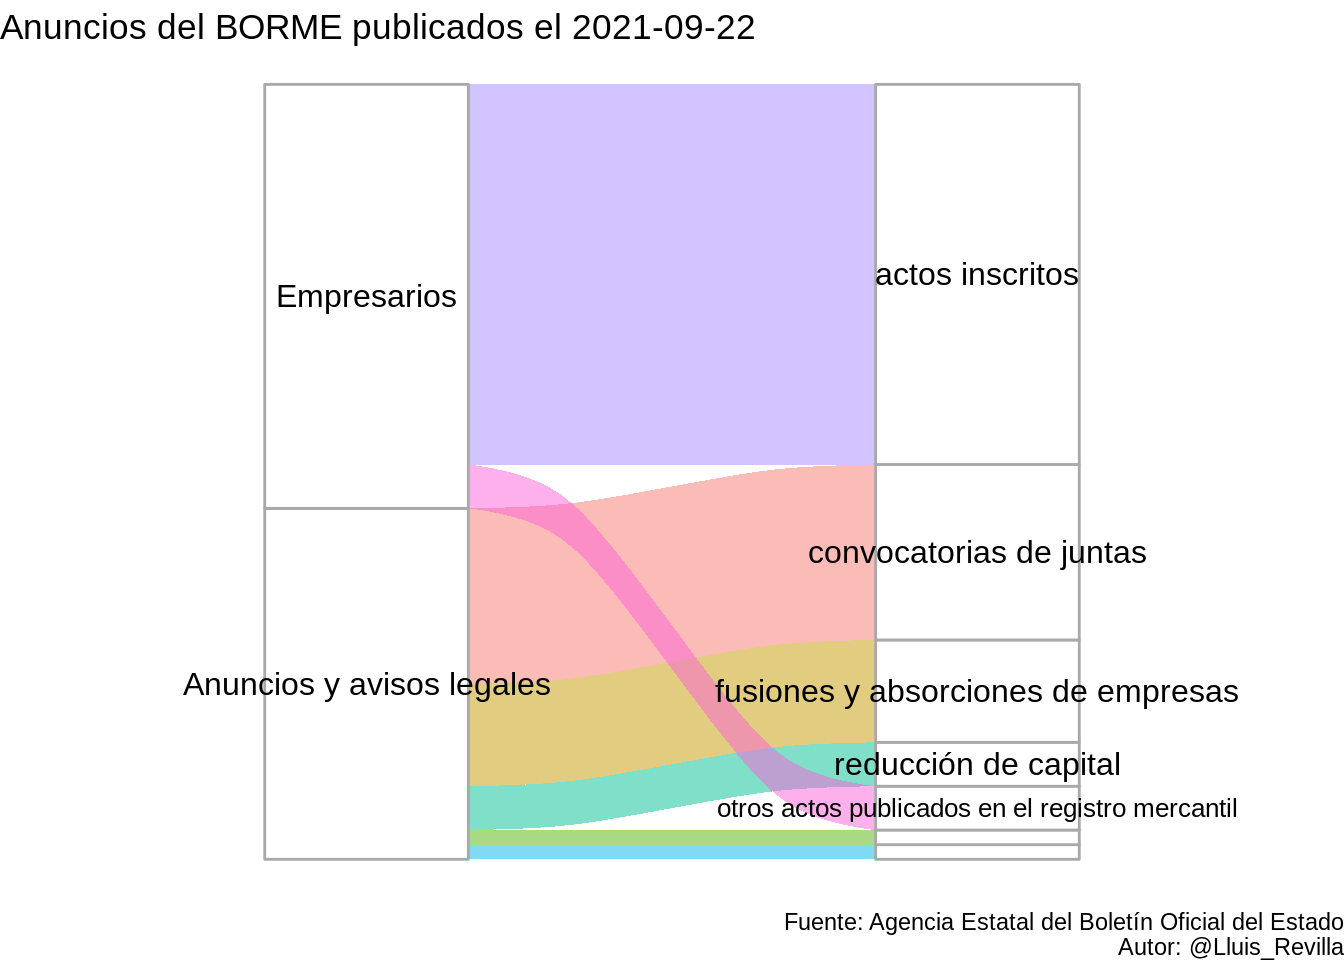 Anuncios del BORME publicados el 2021-09-22
Empresarios
actos inscritos
convocatorias de juntas
Anuncios y avisos legales
fusiones y absorciones de empresas
reducción de capital
otros actos publicados en el registro mercantil
Fuente: Agencia Estatal del Boletín Oficial del Estado
Autor: @Lluis_Revilla